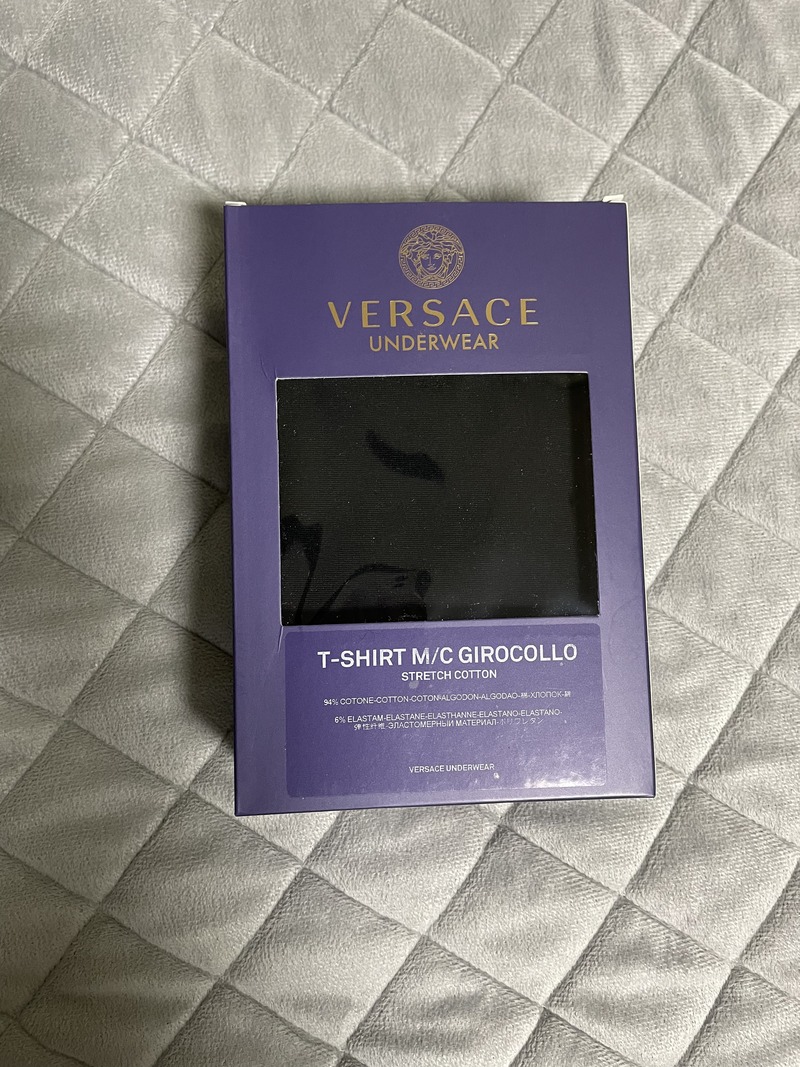 VERSACE
UNDERWEAR
T-SHIRT M/C GIROCOLLO
STRETCH COTTON
94% COTONE-COTTON-COTON-ALGODON-ALGODAO-棉-ХЛОПОК-綿
6% ELASTAM-ELASTANE-ELASTHANNE-ELASTANO-ELASTANO-
弹性纤维-ЭЛАСТОМЕРНЫЙ МАТЕРИАЛ-ポリウレタン
VERSACE UNDERWEAR